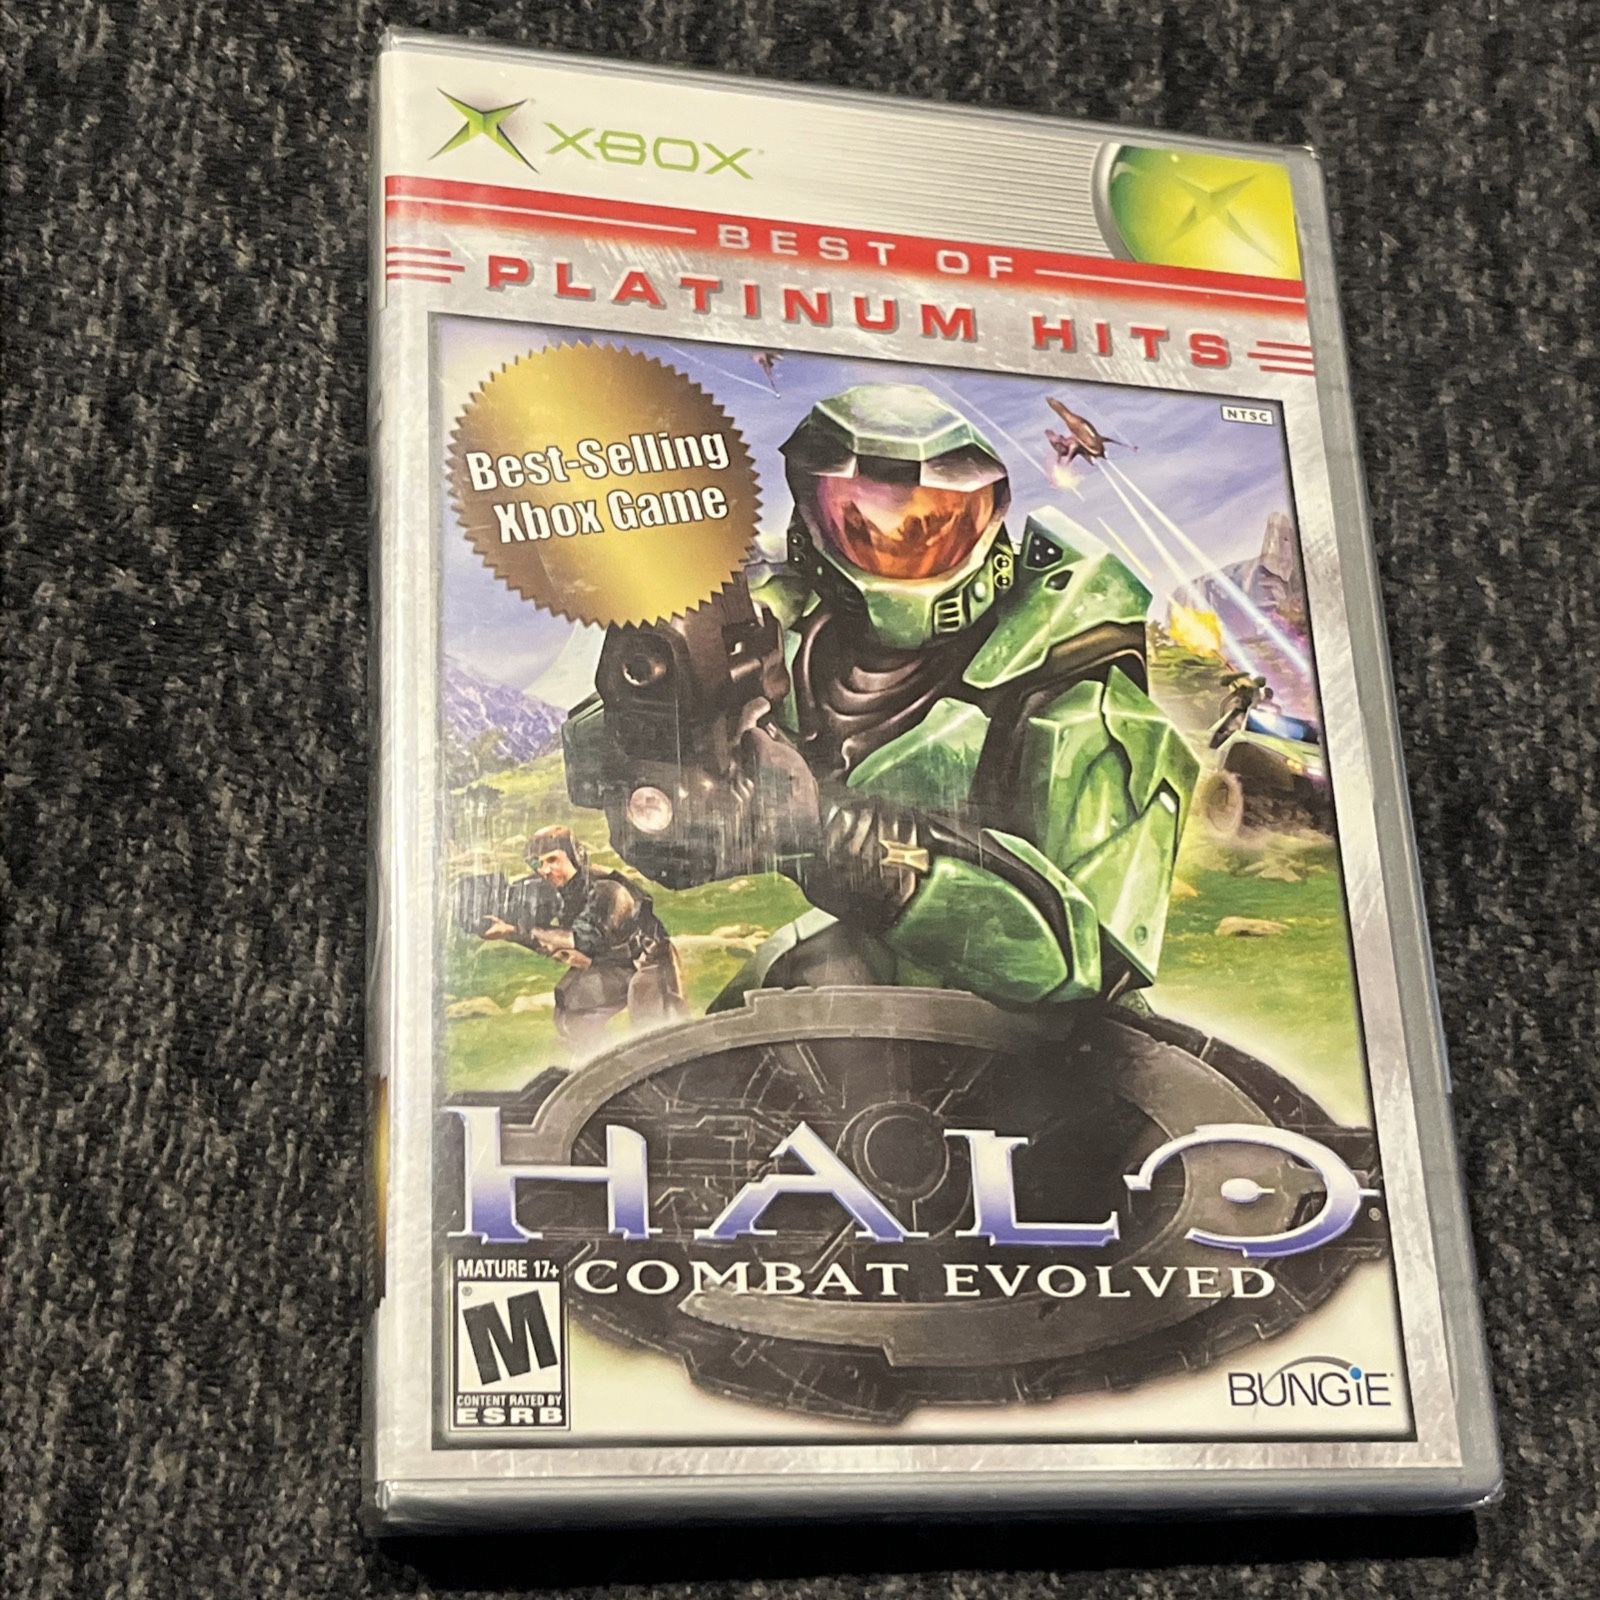 XBOX
BEST OF
PLATINUM HITS
NTSC
Best-Selling
Xbox Game
HALO
COMBAT EVOLVED
MATURE 17+
M
CONTENT RATED BY
ESRB
BUNGiE